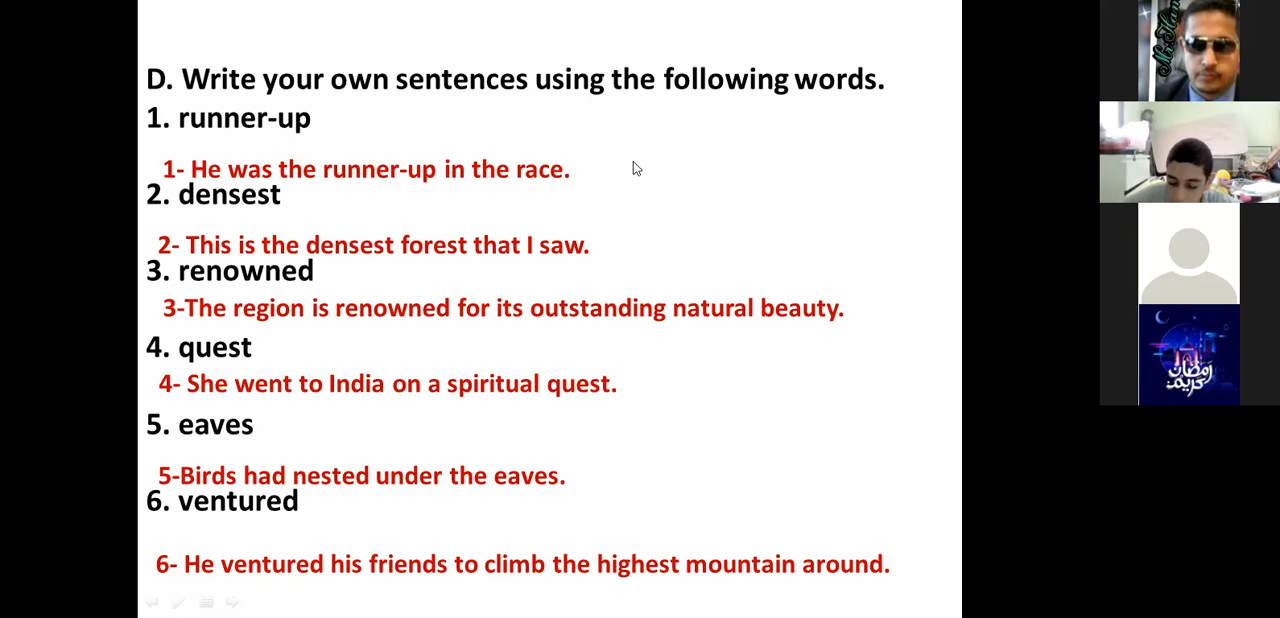 D. Write your own sentences using the following words.
1. runner-up
1- He was the runner-up in the race.
2. densest
2- This is the densest forest that I saw.
3. renowned
3-The region is renowned for its outstanding natural beauty.
4. quest
4- She went to India on a spiritual quest.
5. eaves
5-Birds had nested under the eaves.
6. ventured
6- He ventured his friends to climb the highest mountain around.
رمضان
كريم